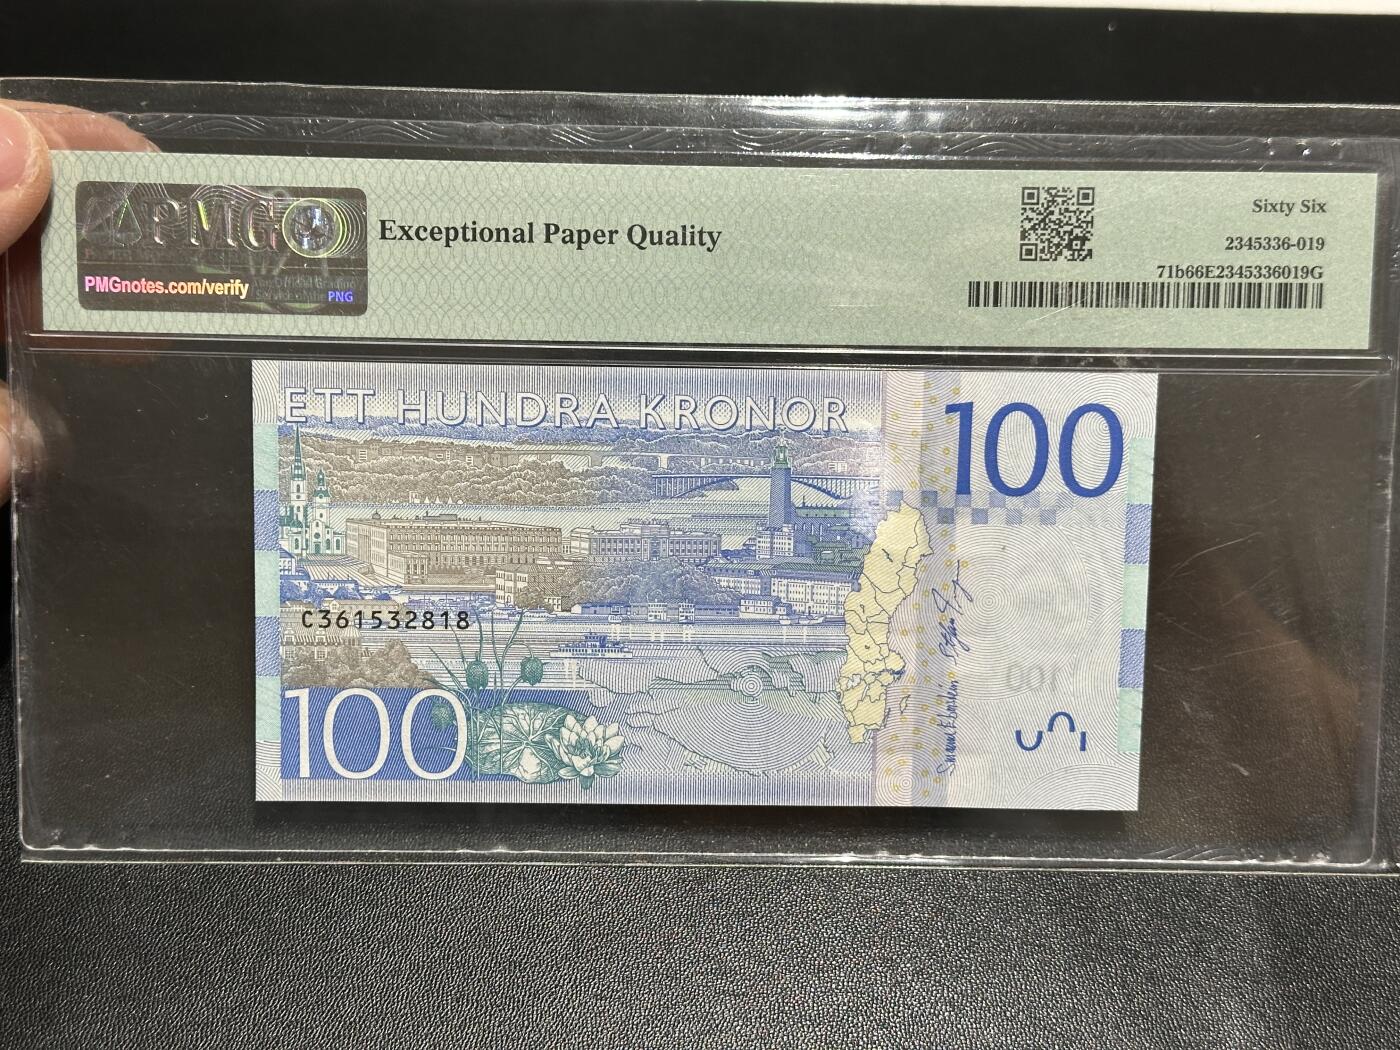 PMG
PMGnotes.com/verify
PNG
Exceptional Paper Quality
Sixty Six
2345336-019
71b66E2345336019G
ETT HUNDRA KRONOR
100
C361532818
100